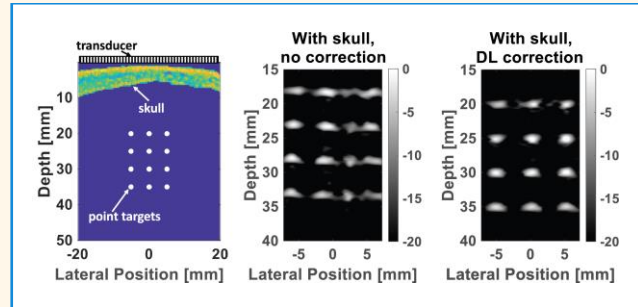 transducer
skull
point targets
10
20
30
40
50
-20
0
20
Depth [mm]
Lateral Position [mm]
With skull,
no correction
15
20
25
30
35
40
-5
0
5
Depth [mm]
Lateral Position [mm]
0
-5
-10
-15
-20
With skull,
DL correction
15
20
25
30
35
40
-5
0
5
Depth [mm]
Lateral Position [mm]
0
-5
-10
-15
-20